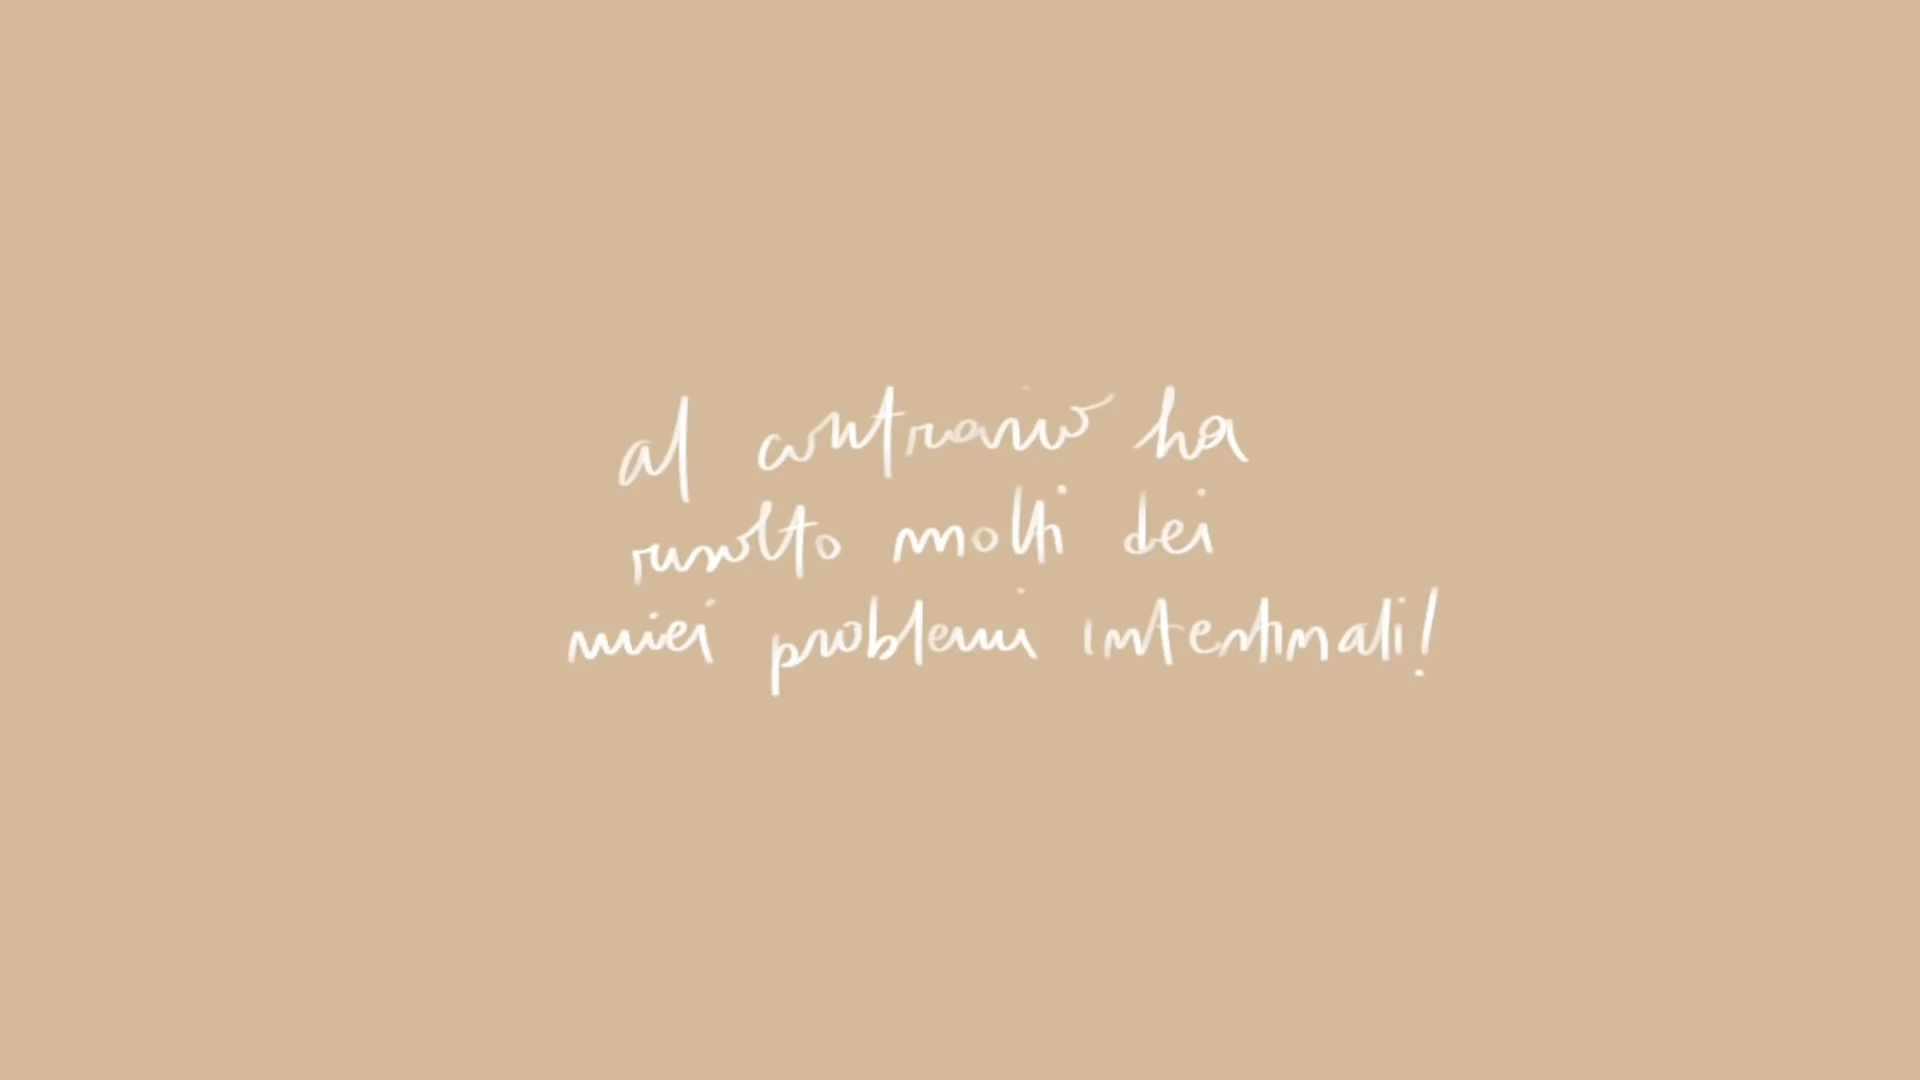 al contrario ha
risolto molti dei
miei problemi intestinali!